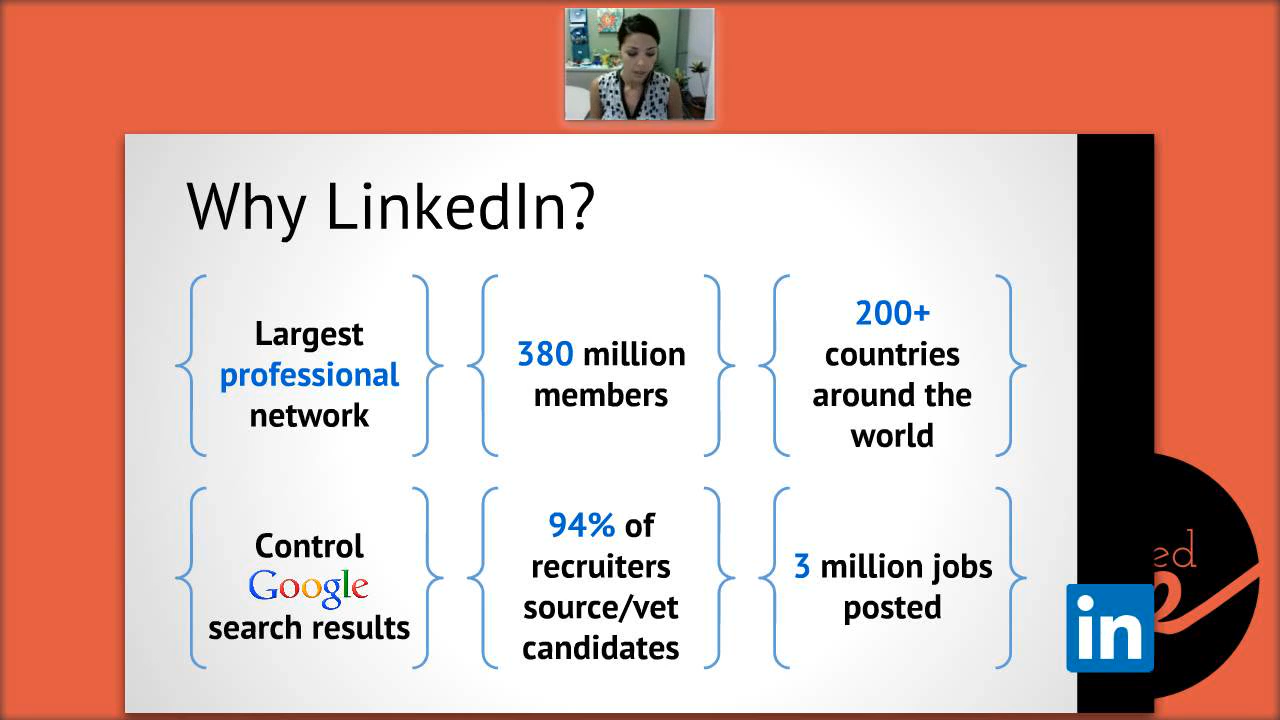 Why LinkedIn?
Largest
professional
network
380 million
members
200+
countries
around the
world
Control
Google
search results
94% of
recruiters
source/vet
candidates
3 million jobs
posted
ed
in